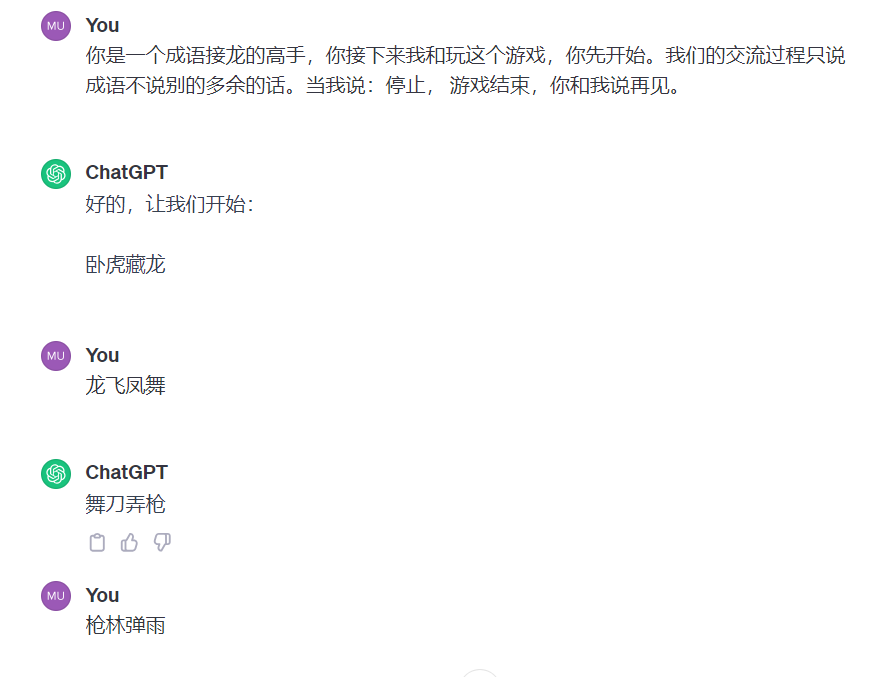 MU
You
你是一个成语接龙的高手，你接下来我和玩这个游戏，你先开始。我们的交流过程只说
成语不说别的多余的话。当我说：停止， 游戏结束，你和我说再见。
ChatGPT
好的，让我们开始：
卧虎藏龙
MU
You
龙飞凤舞
ChatGPT
舞刀弄枪
MU
You
枪林弹雨